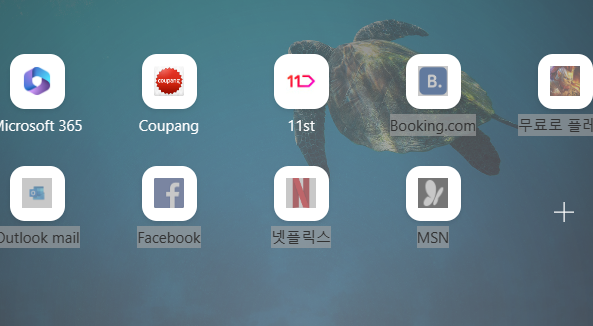 Microsoft 365
coupang
Coupang
11
11st
B.
Booking.com
무료로 플레
Outlook mail
Facebook
넷플릭스
MSN